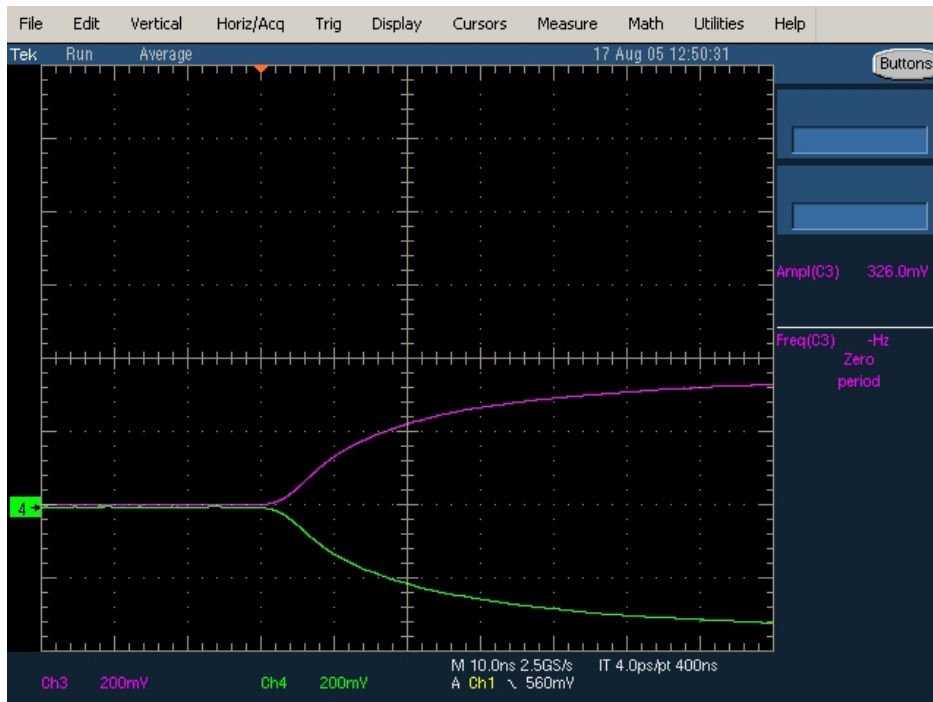 File Edit Vertical Horiz/Acq Trig Display Cursors Measure Math Utilities Help
Tek Run Average 17 Aug 05 12:50:31
Buttons
Ampl(C3) 326.0mV
Freq(C3) -Hz
Zero
period
4
M 10.0ns 2.5GS/s IT 4.0ps/pt 400ns
Ch3 200mV Ch4 200mV A Ch1 ∖ 560mV